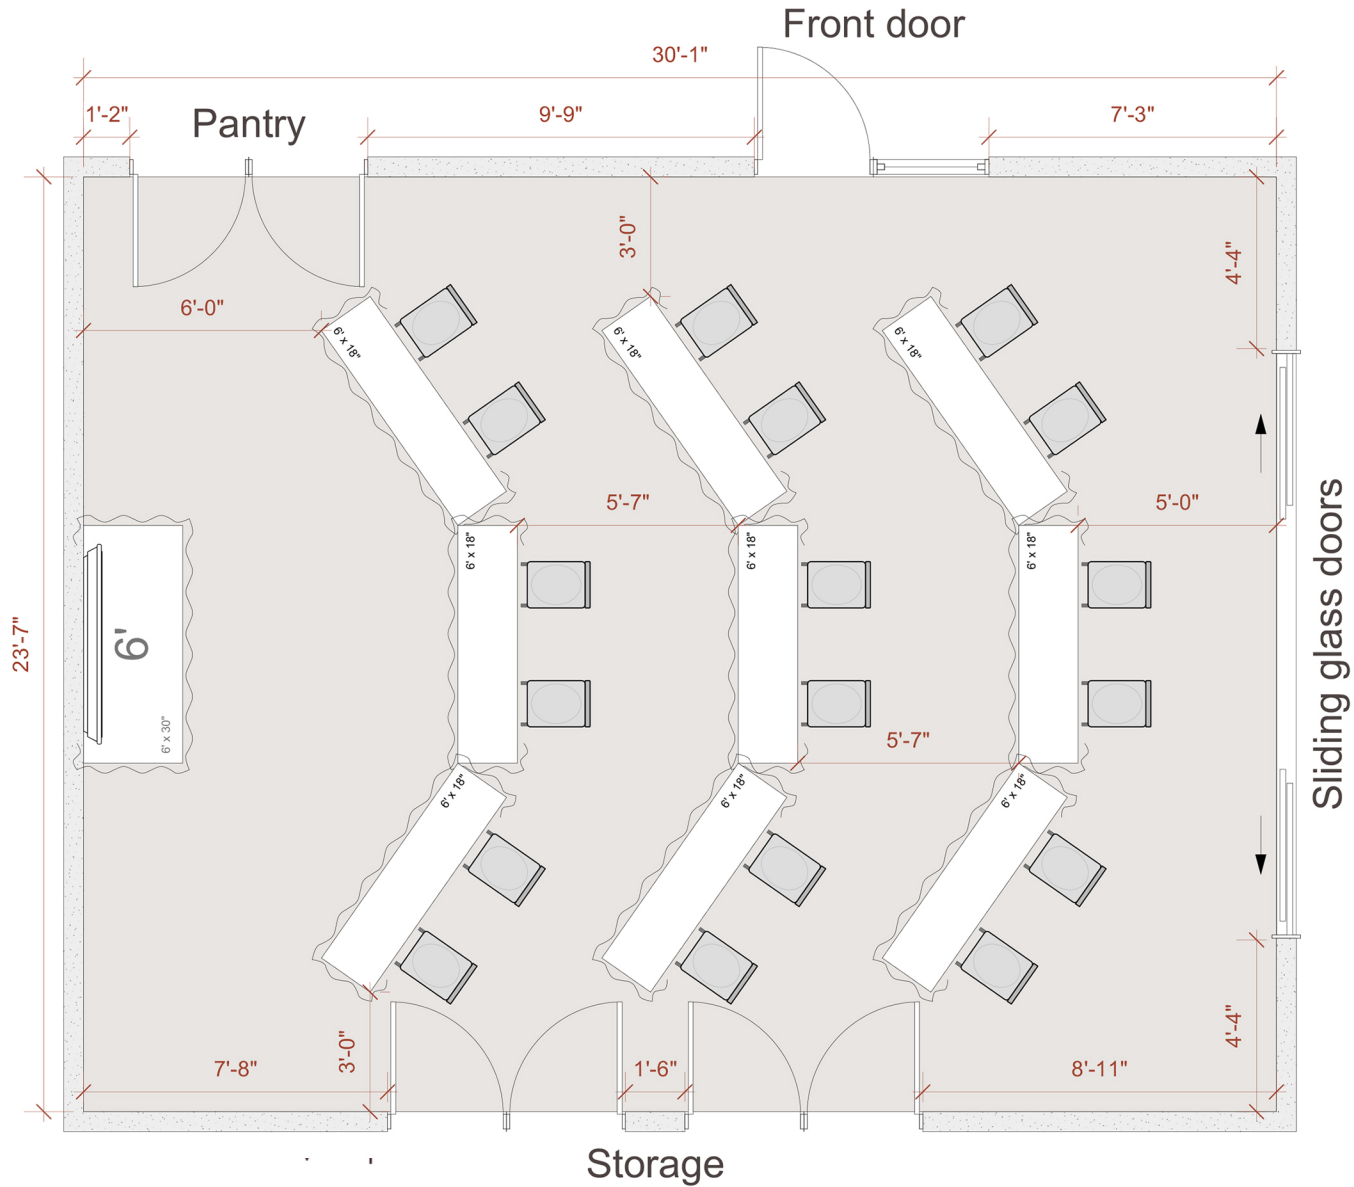 Front door
30'-1"
1'-2"
Pantry
9'-9"
7'-3"
3'-0"
4'-4"
6'-0"
6' x 18"
6' x 18"
6' x 18"
5'-7"
5'-0"
6' x 18"
6' x 18"
6' x 18"
Sliding glass doors
23'-7"
6'
6' x 30"
5'-7"
6' x 18"
6' x 18"
6' x 18"
3'-0"
4'-4"
7'-8"
1'-6"
8'-11"
Storage